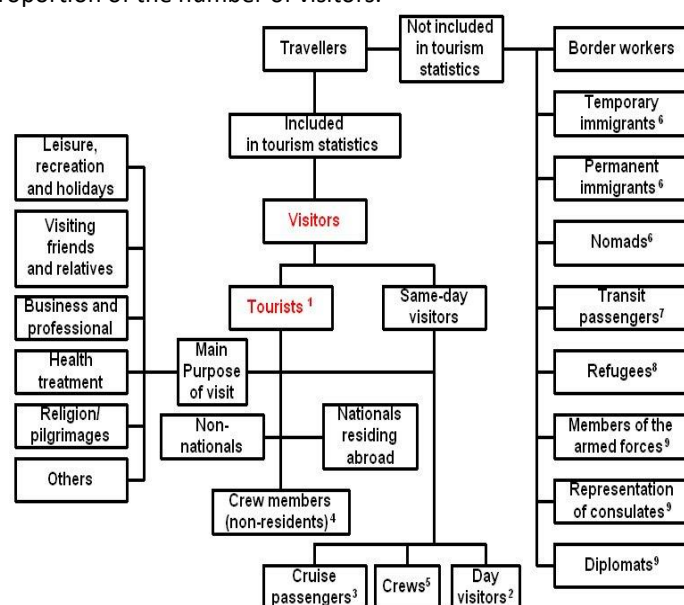 roportion of the number of visitors.
Travellers
Not included
in tourism
statistics
Border workers
Temporary
immigrants ⁶
Included
in tourism statistics
Leisure,
recreation
and holidays
Permanent
immigrants ⁶
Visitors
Visiting
friends
and relatives
Nomads⁶
Tourists ¹
Same-day
visitors
Business and
professional
Transit
passengers⁷
Main
Purpose
of visit
Health
treatment
Refugees⁸
Religion/
pilgrimages
Non-
nationals
Nationals
residing
abroad
Members of the
armed forces⁹
Others
Crew members
(non-residents)⁴
Representation
of consulates⁹
Cruise
passengers³
Crews⁵
Day
visitors²
Diplomats⁹